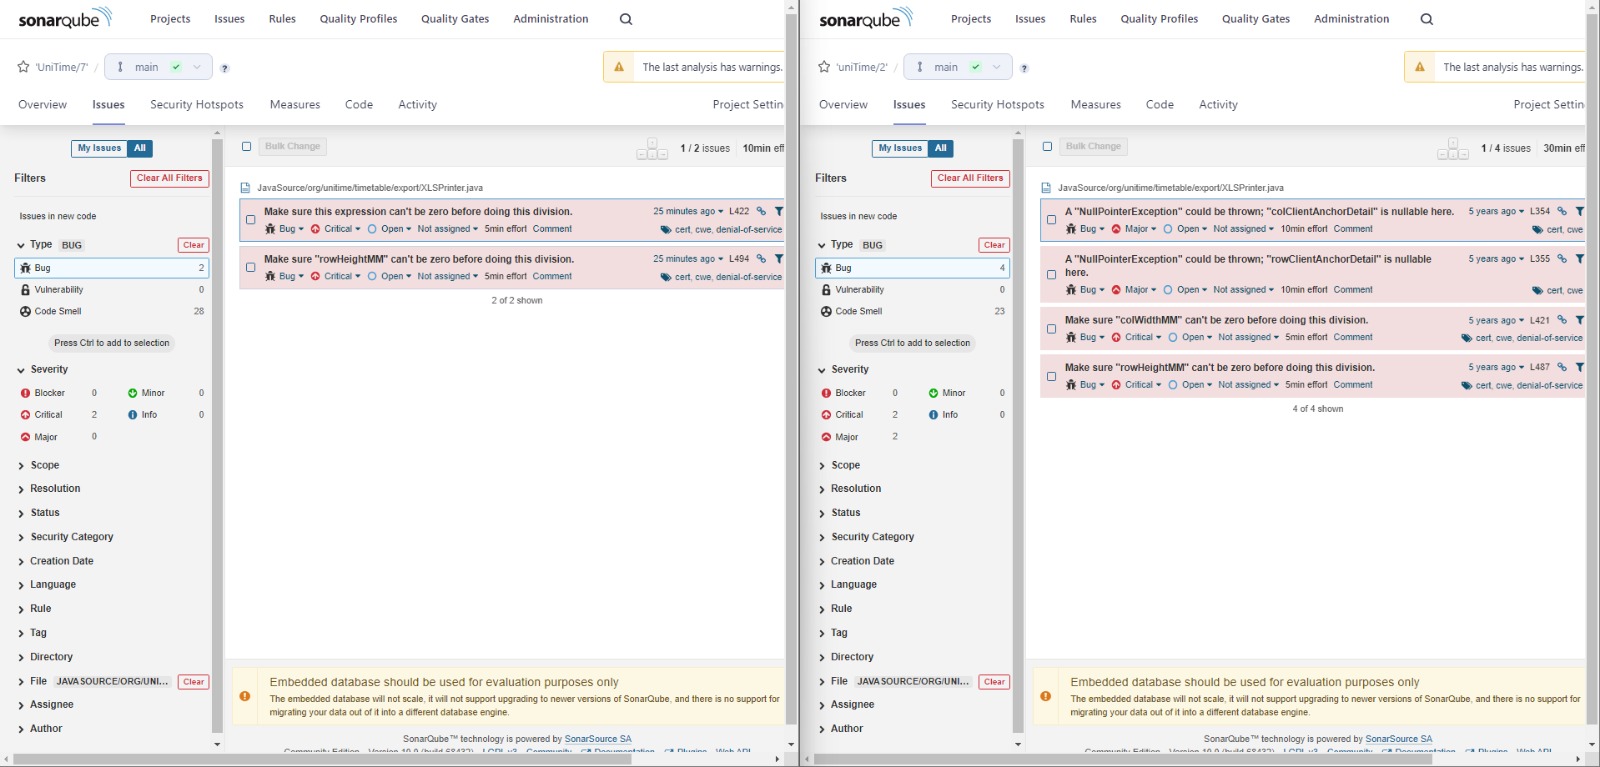 sonarqube Projects Issues Rules Quality Profiles Quality Gates Administration
'UniTime/7' / main ?
The last analysis has warnings.
Overview Issues Security Hotspots Measures Code Activity Project Settin
My Issues All
Bulk Change
1 / 2 issues 10min eff
Filters Clear All Filters
Issues in new code
Type BUG Clear
Bug 2
Vulnerability 0
Code Smell 28
Press Ctrl to add to selection
Severity
Blocker 0 Minor 0
Critical 2 Info 0
Major 0
Scope
Resolution
Status
Security Category
Creation Date
Language
Rule
Tag
Directory
File JAVASOURCE/ORG/UNI... Clear
Assignee
Author
JavaSource/org/unitime/timetable/export/XLSPrinter.java
Make sure this expression can't be zero before doing this division. 25 minutes ago L422
Bug Critical Open Not assigned 5min effort Comment cert, cwe, denial-of-service
Make sure "rowHeightMM" can't be zero before doing this division. 25 minutes ago L494
Bug Critical Open Not assigned 5min effort Comment cert, cwe, denial-of-service
2 of 2 shown
Embedded database should be used for evaluation purposes only
The embedded database will not scale, it will not support upgrading to newer versions of SonarQube, and there is no support for
migrating your data out of it into a different database engine.
SonarQube™ technology is powered by SonarSource SA
sonarqube Projects Issues Rules Quality Profiles Quality Gates Administration
'uniTime/2' / main ?
The last analysis has warnings.
Overview Issues Security Hotspots Measures Code Activity Project Settin
My Issues All
Bulk Change
1 / 4 issues 30min eff
Filters Clear All Filters
Issues in new code
Type BUG Clear
Bug 4
Vulnerability 0
Code Smell 23
Press Ctrl to add to selection
Severity
Blocker 0 Minor 0
Critical 2 Info 0
Major 2
Scope
Resolution
Status
Security Category
Creation Date
Language
Rule
Tag
Directory
File JAVASOURCE/ORG/UNI... Clear
Assignee
Author
JavaSource/org/unitime/timetable/export/XLSPrinter.java
A "NullPointerException" could be thrown; "colClientAnchorDetail" is nullable here. 5 years ago L354
Bug Major Open Not assigned 10min effort Comment cert, cwe
A "NullPointerException" could be thrown; "rowClientAnchorDetail" is nullable 5 years ago L355
here.
Bug Major Open Not assigned 10min effort Comment cert, cwe
Make sure "colWidthMM" can't be zero before doing this division. 5 years ago L421
Bug Critical Open Not assigned 5min effort Comment cert, cwe, denial-of-service
Make sure "rowHeightMM" can't be zero before doing this division. 5 years ago L487
Bug Critical Open Not assigned 5min effort Comment cert, cwe, denial-of-service
4 of 4 shown
Embedded database should be used for evaluation purposes only
The embedded database will not scale, it will not support upgrading to newer versions of SonarQube, and there is no support for
migrating your data out of it into a different database engine.
SonarQube™ technology is powered by SonarSource SA